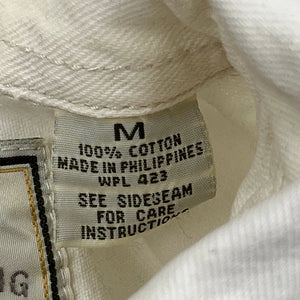 M
100% COTTON
MADE IN PHILIPPINES
WPL 423
SEE SIDESEAM
FOR CARE
INSTRUCTIONS